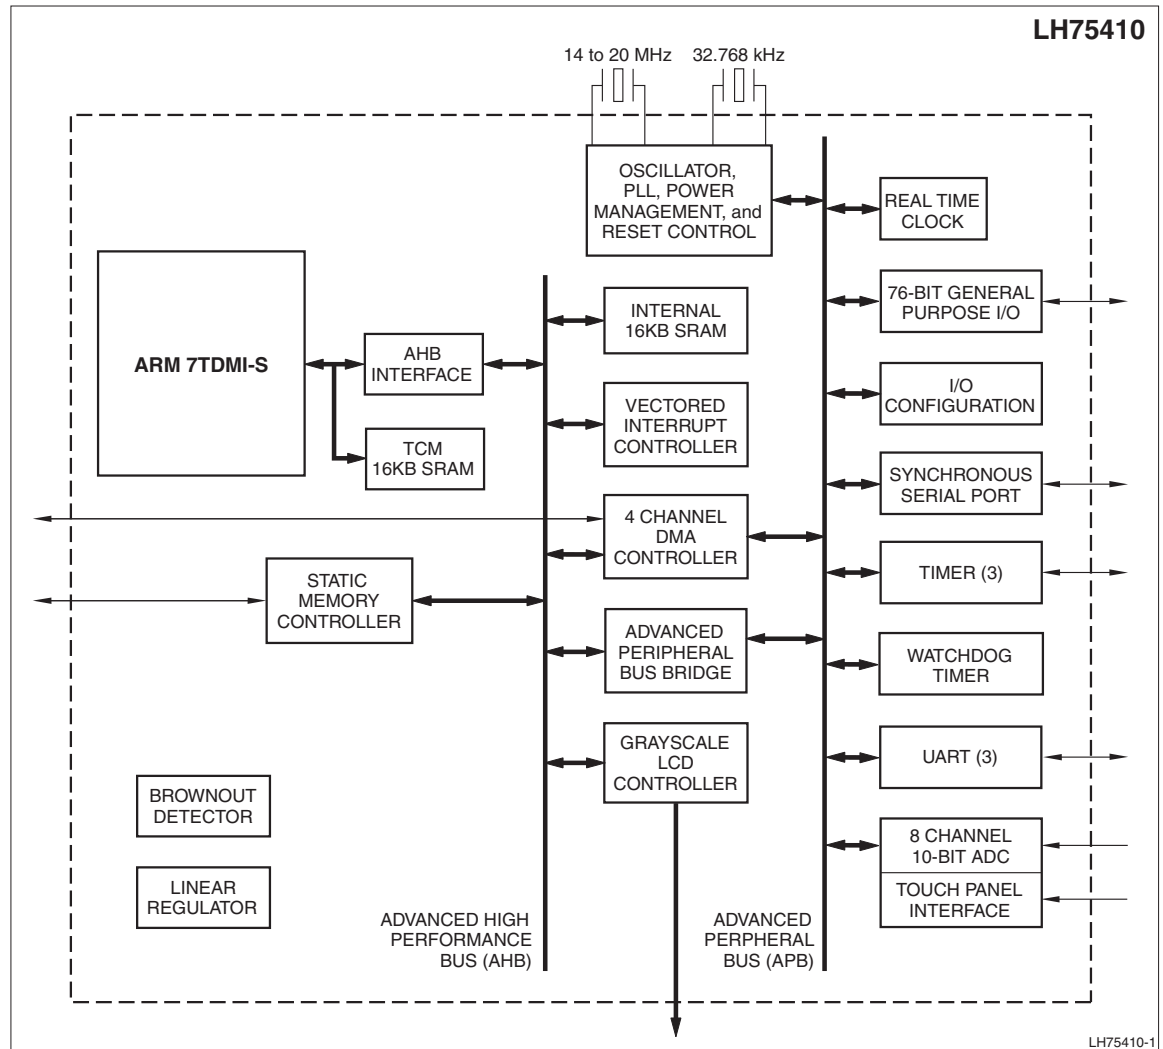 LH75410
14 to 20 MHz
32.768 kHz
OSCILLATOR,
PLL, POWER
MANAGEMENT, and
RESET CONTROL
REAL TIME
CLOCK
ARM 7TDMI-S
AHB
INTERFACE
TCM
16KB SRAM
INTERNAL
16KB SRAM
VECTORED
INTERRUPT
CONTROLLER
4 CHANNEL
DMA
CONTROLLER
STATIC
MEMORY
CONTROLLER
ADVANCED
PERIPHERAL
BUS BRIDGE
GRAYSCALE
LCD
CONTROLLER
76-BIT GENERAL
PURPOSE I/O
I/O
CONFIGURATION
SYNCHRONOUS
SERIAL PORT
TIMER (3)
WATCHDOG
TIMER
UART (3)
8 CHANNEL
10-BIT ADC
TOUCH PANEL
INTERFACE
BROWNOUT
DETECTOR
LINEAR
REGULATOR
ADVANCED HIGH
PERFORMANCE
BUS (AHB)
ADVANCED
PERPHERAL
BUS (APB)
LH75410-1